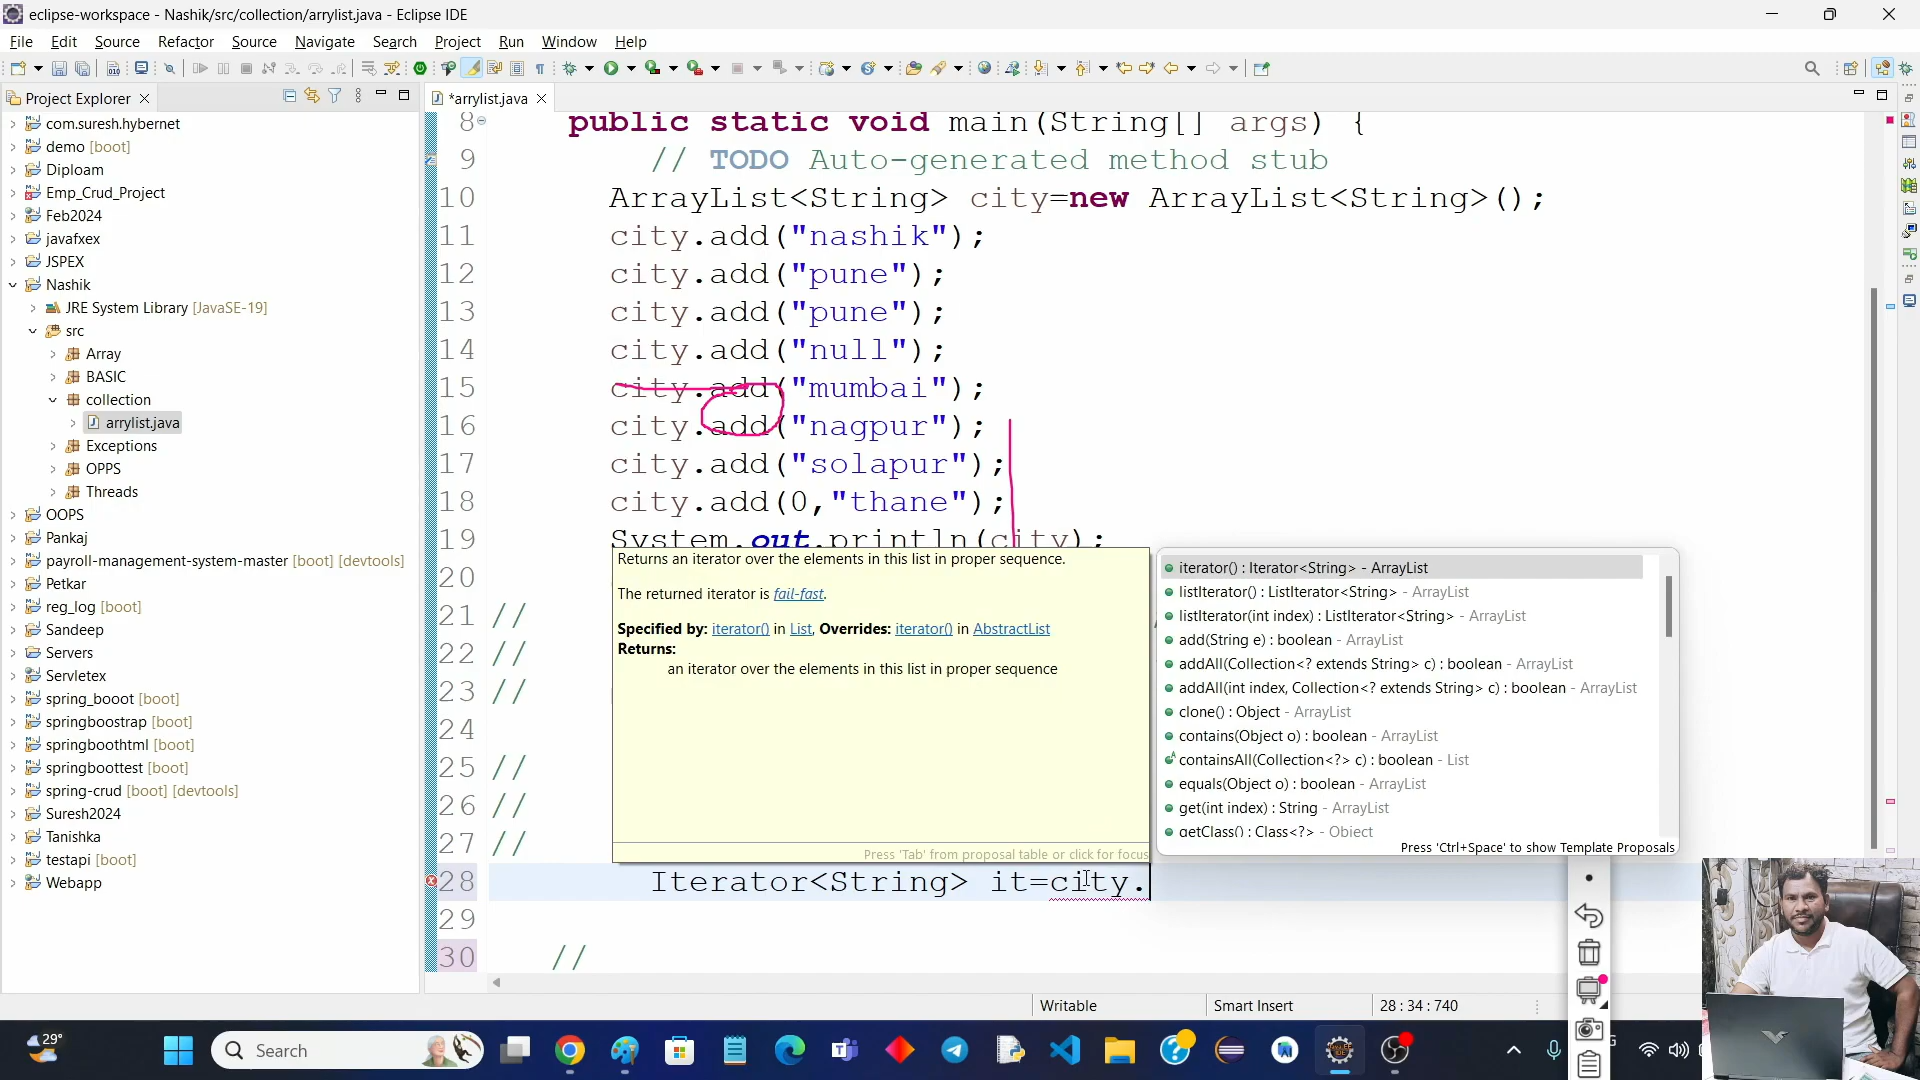 eclipse-workspace - Nashik/src/collection/arrylist.java - Eclipse IDE
File Edit Source Refactor Source Navigate Search Project Run Window Help
Project Explorer
*arrylist.java
com.suresh.hybernet
demo [boot]
Diploam
Emp_Crud_Project
Feb2024
javafxex
JSPEX
Nashik
JRE System Library [JavaSE-19]
src
Array
BASIC
collection
arrylist.java
Exceptions
OPPS
Threads
OOPS
Pankaj
payroll-management-system-master [boot] [devtools]
Petkar
reg_log [boot]
Sandeep
Servers
Servletex
spring_booot [boot]
springboostrap [boot]
springboothtml [boot]
springboottest [boot]
spring-crud [boot] [devtools]
Suresh2024
Tanishka
testapi [boot]
Webapp
8 public static void main(String[] args) {
9 // TODO Auto-generated method stub
10 ArrayList<String> city=new ArrayList<String>();
11 city.add("nashik");
12 city.add("pune");
13 city.add("pune");
14 city.add("null");
15 city.add("mumbai");
16 city.add("nagpur");
17 city.add("solapur");
18 city.add(0,"thane");
19 System.out.println(city);
20
21 //
22 //
23 //
24
25 //
26 //
27 //
28 Iterator<String> it=city.
29
30 //
Returns an iterator over the elements in this list in proper sequence.
The returned iterator is fail-fast.
Specified by: iterator() in List, Overrides: iterator() in AbstractList
Returns:
an iterator over the elements in this list in proper sequence
Press 'Tab' from proposal table or click for focus
iterator() : Iterator<String> - ArrayList
listIterator() : ListIterator<String> - ArrayList
listIterator(int index) : ListIterator<String> - ArrayList
add(String e) : boolean - ArrayList
addAll(Collection<? extends String> c) : boolean - ArrayList
addAll(int index, Collection<? extends String> c) : boolean - ArrayList
clone() : Object - ArrayList
contains(Object o) : boolean - ArrayList
containsAll(Collection<?> c) : boolean - List
equals(Object o) : boolean - ArrayList
get(int index) : String - ArrayList
getClass() : Class<?> - Object
Press 'Ctrl+Space' to show Template Proposals
Writable Smart Insert 28 : 34 : 740
29° Search